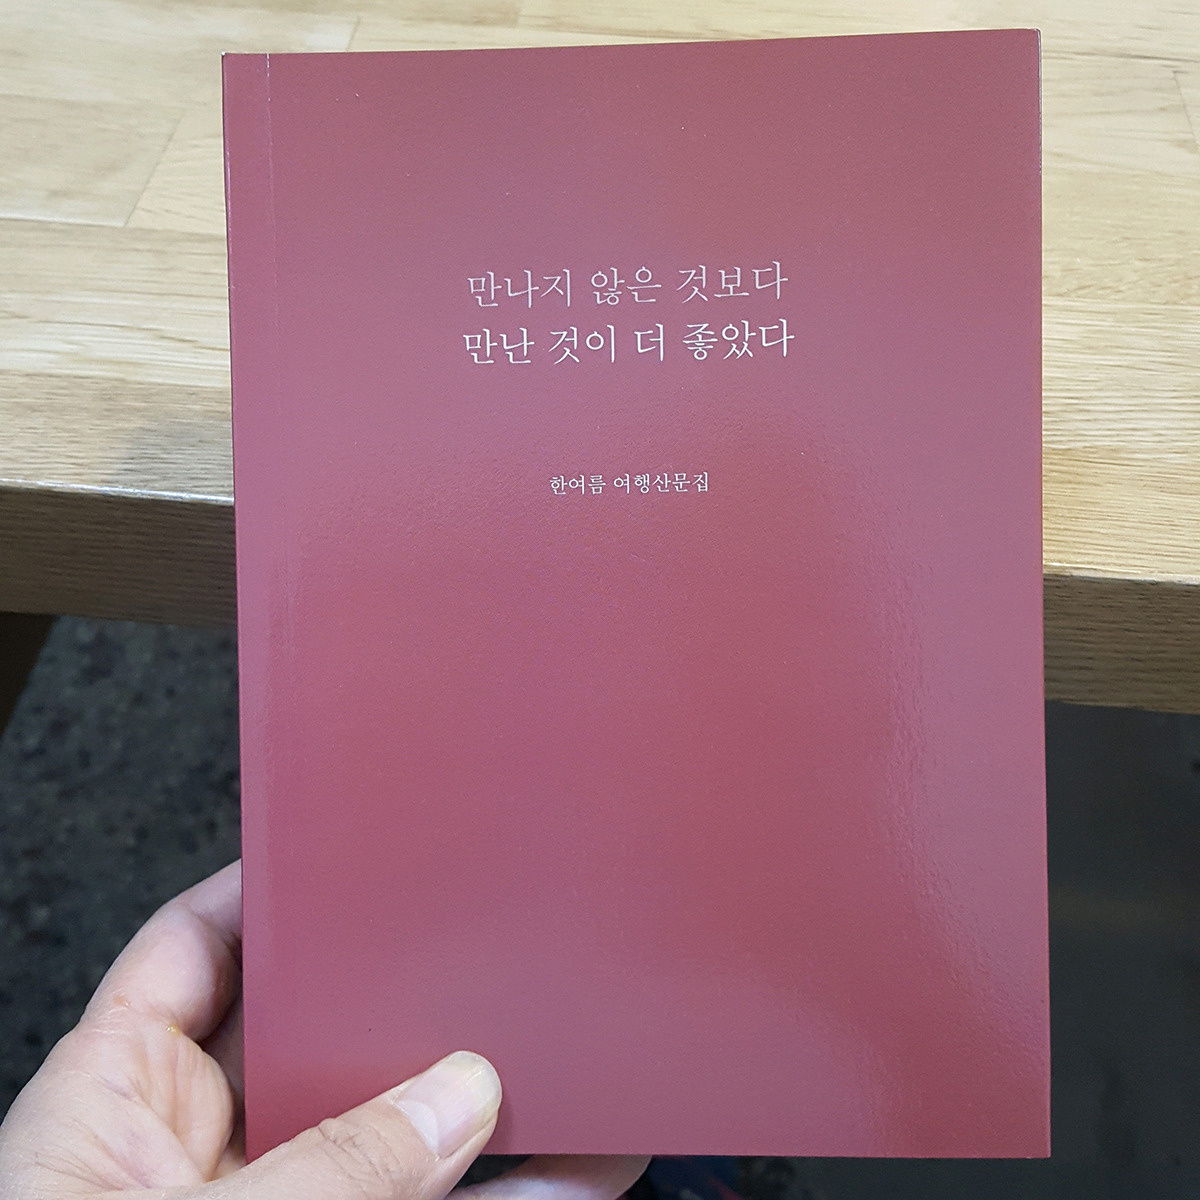 만나지 않은 것보다
만난 것이 더 좋았다
한여름 여행산문집